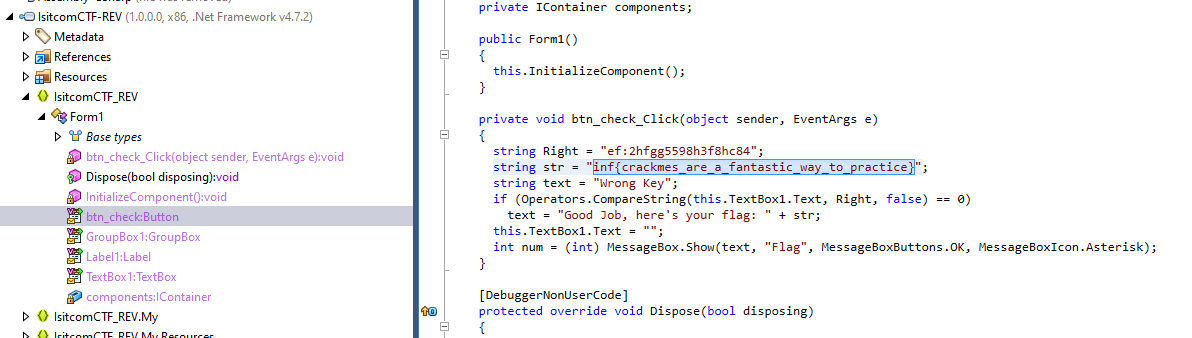 IsitcomCTF-REV (1.0.0.0, x86, .Net Framework v4.7.2)
Metadata
References
Resources
IsitcomCTF_REV
Form1
Base types
btn_check_Click(object sender, EventArgs e):void
Dispose(bool disposing):void
InitializeComponent():void
btn_check:Button
GroupBox1:GroupBox
Label1:Label
TextBox1:TextBox
components:IContainer
IsitcomCTF_REV.My
IsitcomCTF_REV.My.Resources
private IContainer components;
public Form1()
{
this.InitializeComponent();
}
private void btn_check_Click(object sender, EventArgs e)
{
string Right = "ef:2hfgg5598h3f8hc84";
string str = "inf{crackmes_are_a_fantastic_way_to_practice}";
string text = "Wrong Key";
if (Operators.CompareString(this.TextBox1.Text, Right, false) == 0)
text = "Good Job, here's your flag: " + str;
this.TextBox1.Text = "";
int num = (int) MessageBox.Show(text, "Flag", MessageBoxButtons.OK, MessageBoxIcon.Asterisk);
}
[DebuggerNonUserCode]
protected override void Dispose(bool disposing)
{